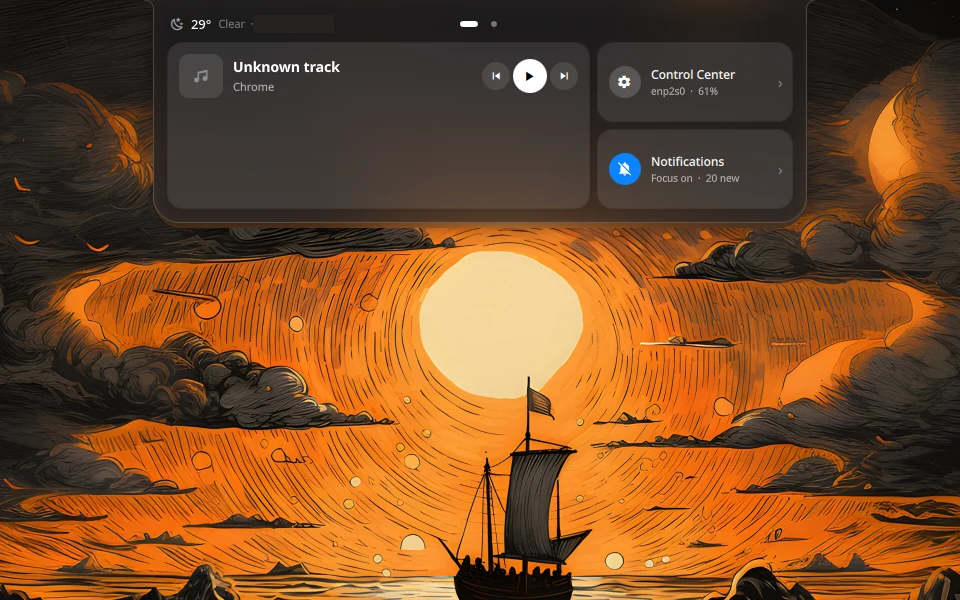 29° Clear ·
Unknown track
Chrome
Control Center
enp2s0 · 61%
Notifications
Focus on · 20 new